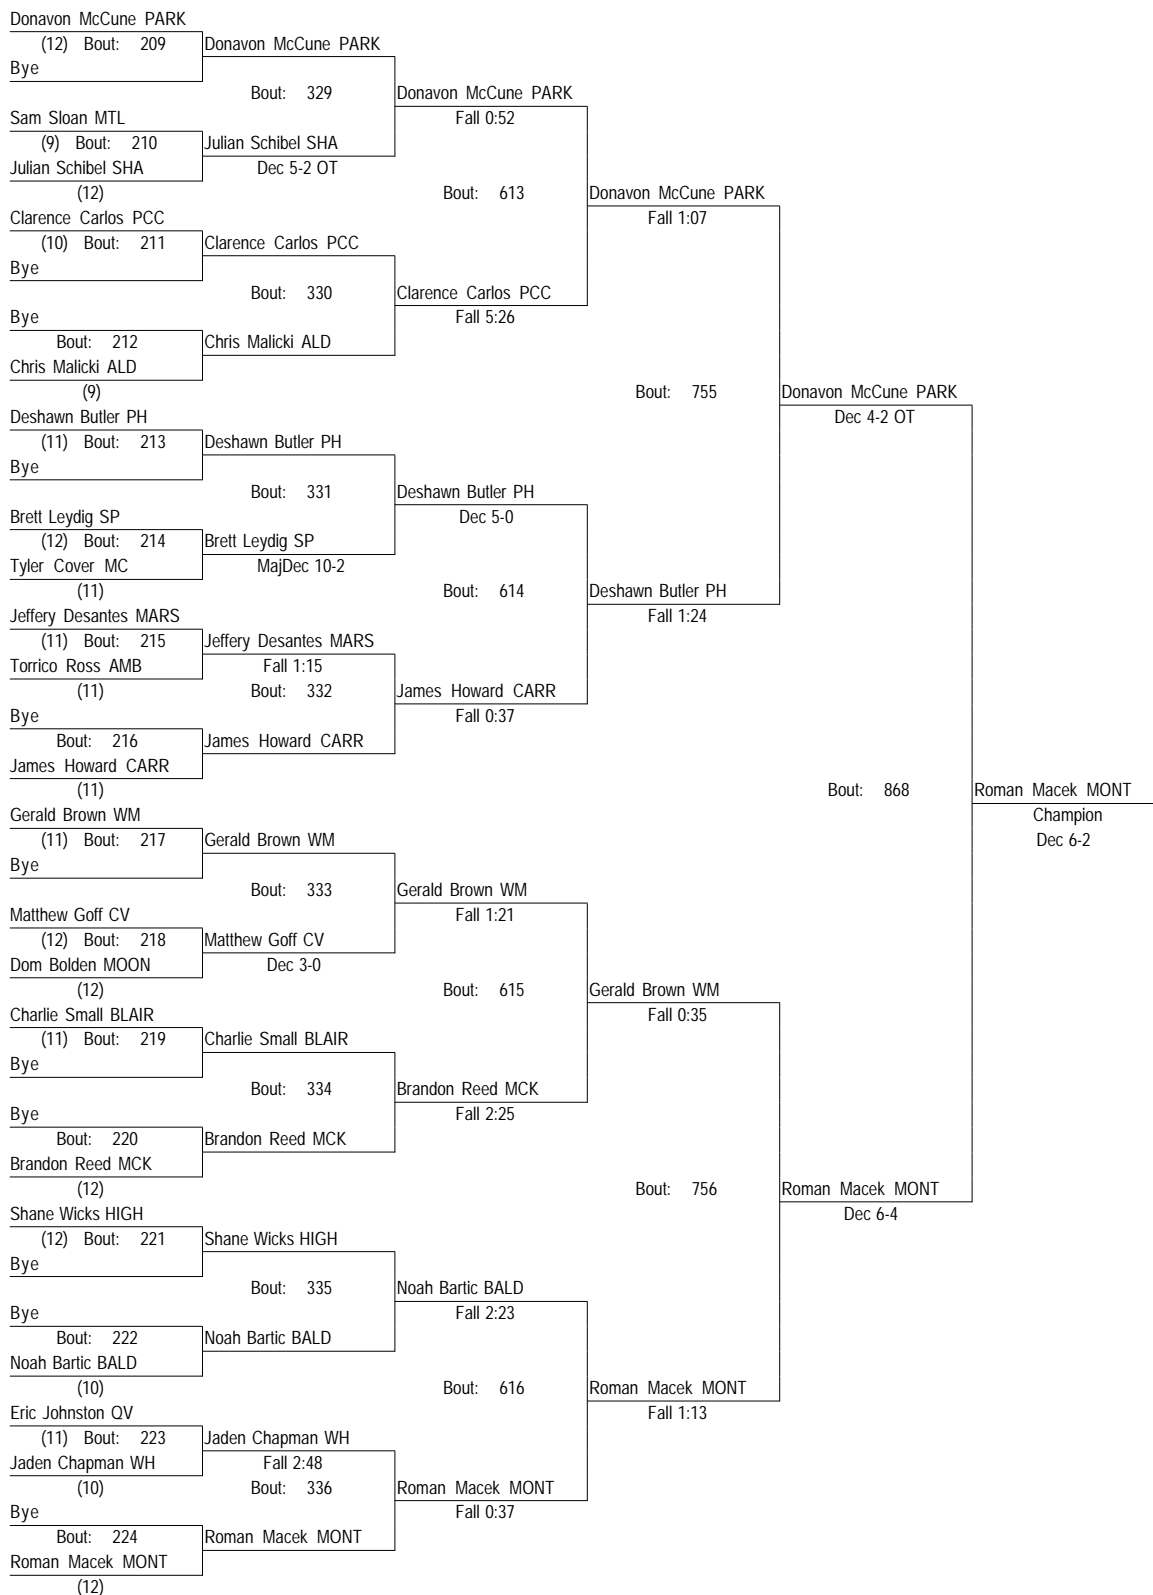 Donavon McCune PARK
(12) Bout: 209
Bye
Donavon McCune PARK
Bout: 329
Donavon McCune PARK
Fall 0:52
Sam Sloan MTL
(9) Bout: 210
Julian Schibel SHA
(12)
Julian Schibel SHA
Dec 5-2 OT
Bout: 613
Donavon McCune PARK
Fall 1:07
Clarence Carlos PCC
(10) Bout: 211
Bye
Clarence Carlos PCC
Bout: 330
Clarence Carlos PCC
Fall 5:26
Bye
Bout: 212
Chris Malicki ALD
(9)
Chris Malicki ALD
Bout: 755
Donavon McCune PARK
Dec 4-2 OT
Deshawn Butler PH
(11) Bout: 213
Bye
Deshawn Butler PH
Bout: 331
Deshawn Butler PH
Dec 5-0
Brett Leydig SP
(12) Bout: 214
Tyler Cover MC
(11)
Brett Leydig SP
MajDec 10-2
Bout: 614
Deshawn Butler PH
Fall 1:24
Jeffery Desantes MARS
(11) Bout: 215
Torrico Ross AMB
(11)
Jeffery Desantes MARS
Fall 1:15
Bout: 332
James Howard CARR
Fall 0:37
Bye
Bout: 216
James Howard CARR
(11)
James Howard CARR
Bout: 868
Roman Macek MONT
Champion
Dec 6-2
Gerald Brown WM
(11) Bout: 217
Bye
Gerald Brown WM
Bout: 333
Gerald Brown WM
Fall 1:21
Matthew Goff CV
(12) Bout: 218
Dom Bolden MOON
(12)
Matthew Goff CV
Dec 3-0
Bout: 615
Gerald Brown WM
Fall 0:35
Charlie Small BLAIR
(11) Bout: 219
Bye
Charlie Small BLAIR
Bout: 334
Brandon Reed MCK
Fall 2:25
Bye
Bout: 220
Brandon Reed MCK
(12)
Brandon Reed MCK
Bout: 756
Roman Macek MONT
Dec 6-4
Shane Wicks HIGH
(12) Bout: 221
Bye
Shane Wicks HIGH
Bout: 335
Noah Bartic BALD
Fall 2:23
Bye
Bout: 222
Noah Bartic BALD
(10)
Noah Bartic BALD
Bout: 616
Roman Macek MONT
Fall 1:13
Eric Johnston QV
(11) Bout: 223
Jaden Chapman WH
(10)
Jaden Chapman WH
Fall 2:48
Bout: 336
Roman Macek MONT
Fall 0:37
Bye
Bout: 224
Roman Macek MONT
(12)
Roman Macek MONT